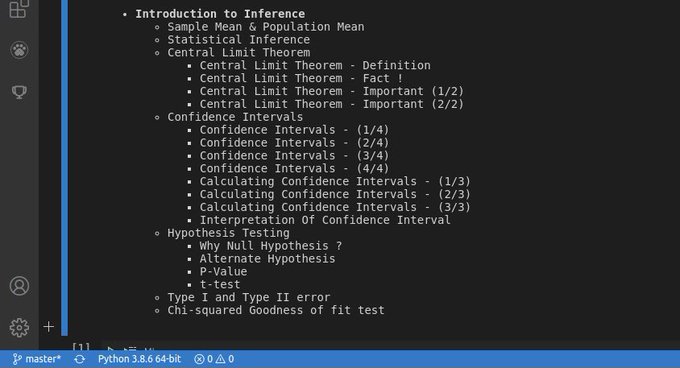 Introduction to Inference
Sample Mean & Population Mean
Statistical Inference
Central Limit Theorem
Central Limit Theorem - Definition
Central Limit Theorem - Fact !
Central Limit Theorem - Important (1/2)
Central Limit Theorem - Important (2/2)
Confidence Intervals
Confidence Intervals - (1/4)
Confidence Intervals - (2/4)
Confidence Intervals - (3/4)
Confidence Intervals - (4/4)
Calculating Confidence Intervals - (1/3)
Calculating Confidence Intervals - (2/3)
Calculating Confidence Intervals - (3/3)
Interpretation Of Confidence Interval
Hypothesis Testing
Why Null Hypothesis ?
Alternate Hypothesis
P-Value
t-test
Type I and Type II error
Chi-squared Goodness of fit test
[1]
master* Python 3.8.6 64-bit 0 0